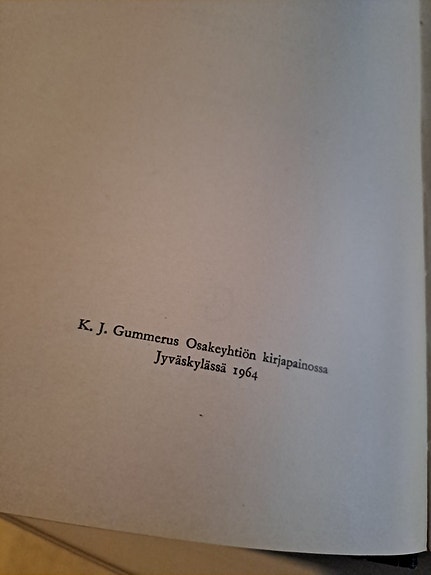 K. J. Gummerus Osakeyhtiön kirjapainossa
Jyväskylässä 1964